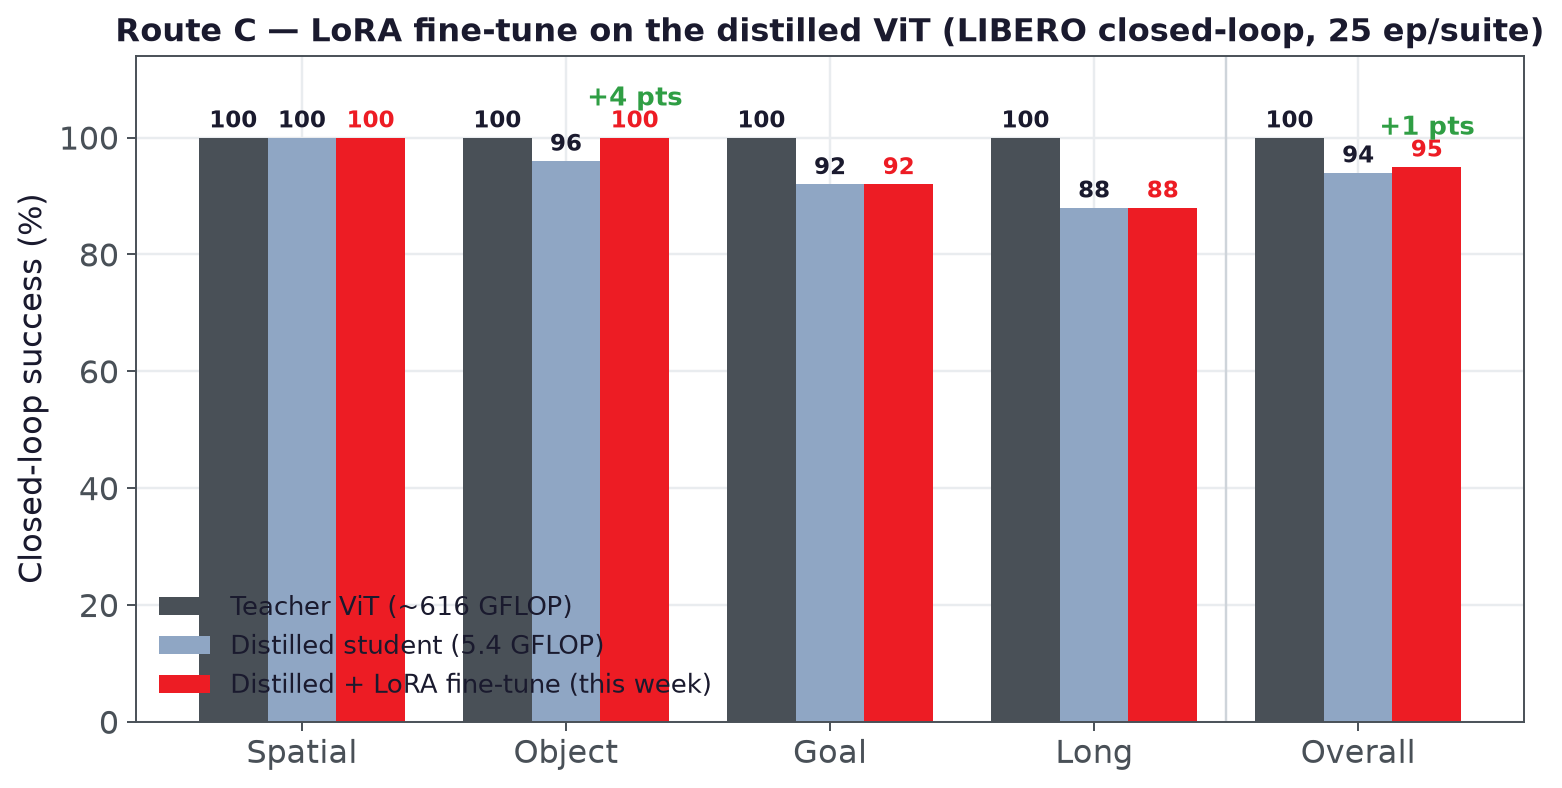 Route C — LoRA fine-tune on the distilled ViT (LIBERO closed-loop, 25 ep/suite)
Closed-loop success (%)
100
80
60
40
20
0
100 100 100
100 96 100
+4 pts
100 92 92
100 88 88
100 94 95
+1 pts
Teacher ViT (~616 GFLOP)
Distilled student (5.4 GFLOP)
Distilled + LoRA fine-tune (this week)
Spatial Object Goal Long Overall